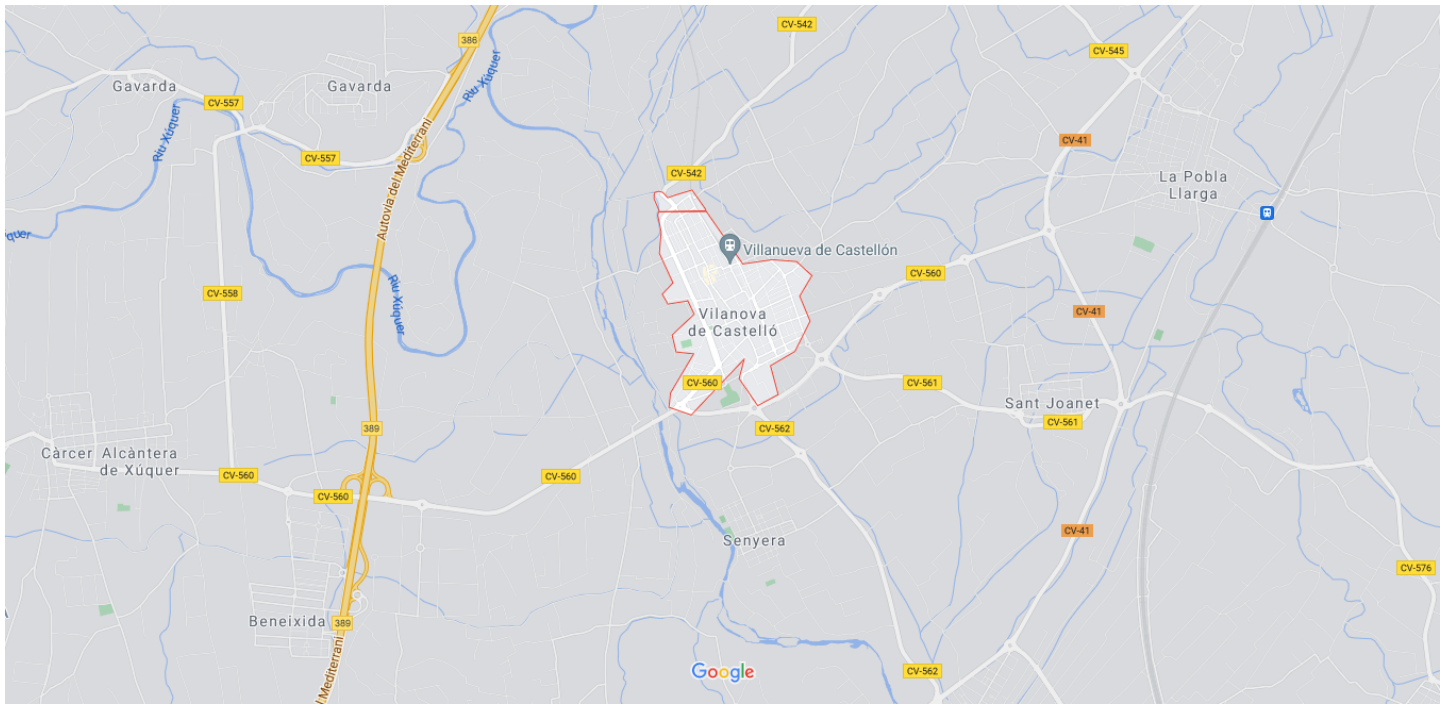 CV-542
386
CV-545
Gavarda
Gavarda
Riu Xúquer
CV-557
Riu Xúquer
CV-41
CV-557
Autovia del Mediterrani
CV-542
La Pobla
Llarga
quer
Villanueva de Castellón
CV-560
CV-558
Riu Xúquer
Vilanova
de Castelló
CV-41
CV-560
CV-561
Sant Joanet
CV-561
389
CV-562
Càrcer
Alcàntera
de Xúquer
CV-560
CV-560
CV-560
CV-41
Senyera
CV-576
Beneixida
389
l Mediterrani
Google
CV-562